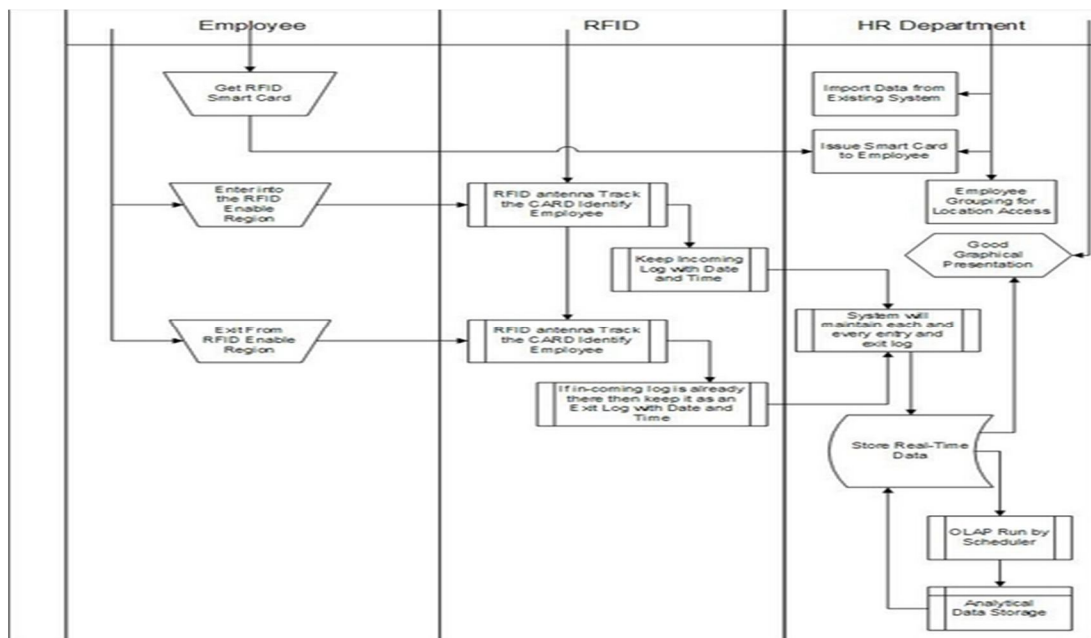 Employee
RFID
HR Department
Get RFID
Smart Card
Import Data from
Existing System
Issue Smart Card
to Employee
Enter into
the RFID
Enable
Region
RFID antenna Track
the CARD Identify
Employee
Employee
Grouping for
Location Access
Keep Incoming
Log with Date
and Time
Good
Graphical
Presentation
Exit From
RFID Enable
Region
RFID antenna Track
the CARD Identify
Employee
System will
maintain each and
every entry and
exit log
If in-coming log is already
there then keep it as an
Exit Log with Date and
Time
Store Real-Time
Data
OLAP Run by
Scheduler
Analytical
Data Storage